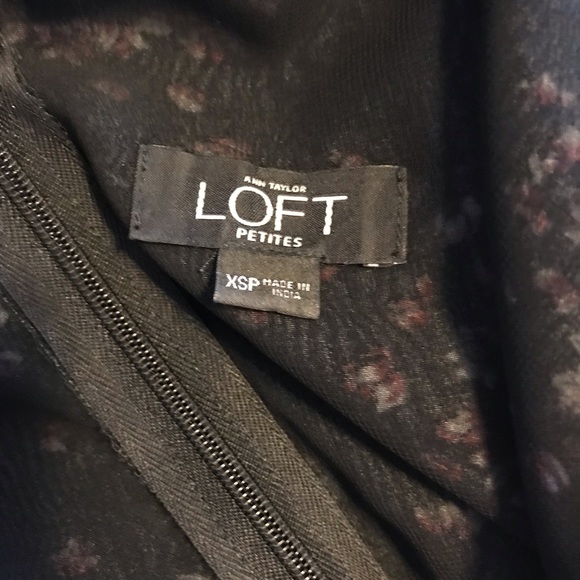 ANN TAYLOR
LOFT
PETITES
XSP MADE IN
INDIA